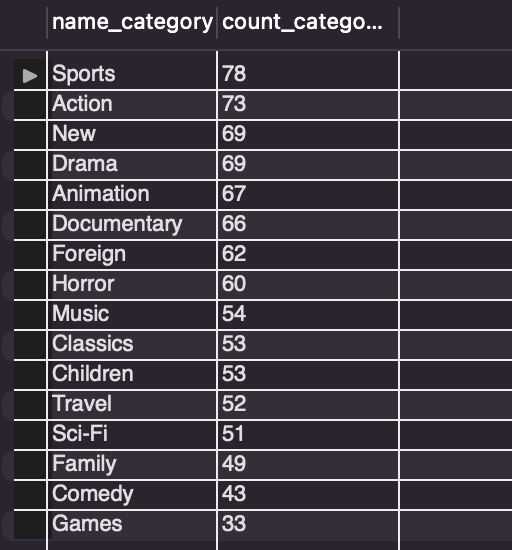 name_category count_catego...
Sports 78
Action 73
New 69
Drama 69
Animation 67
Documentary 66
Foreign 62
Horror 60
Music 54
Classics 53
Children 53
Travel 52
Sci-Fi 51
Family 49
Comedy 43
Games 33